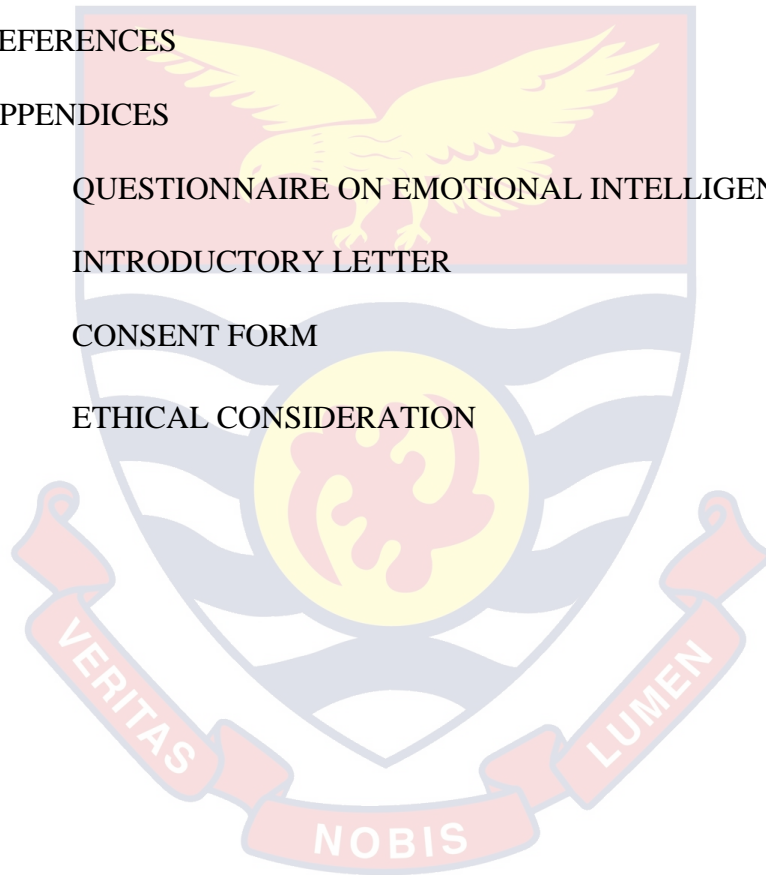 EFERENCES
PPENDICES
QUESTIONNAIRE ON EMOTIONAL INTELLIGEN
INTRODUCTORY LETTER
CONSENT FORM
ETHICAL CONSIDERATION
VERITAS
NOBIS
LUMEN